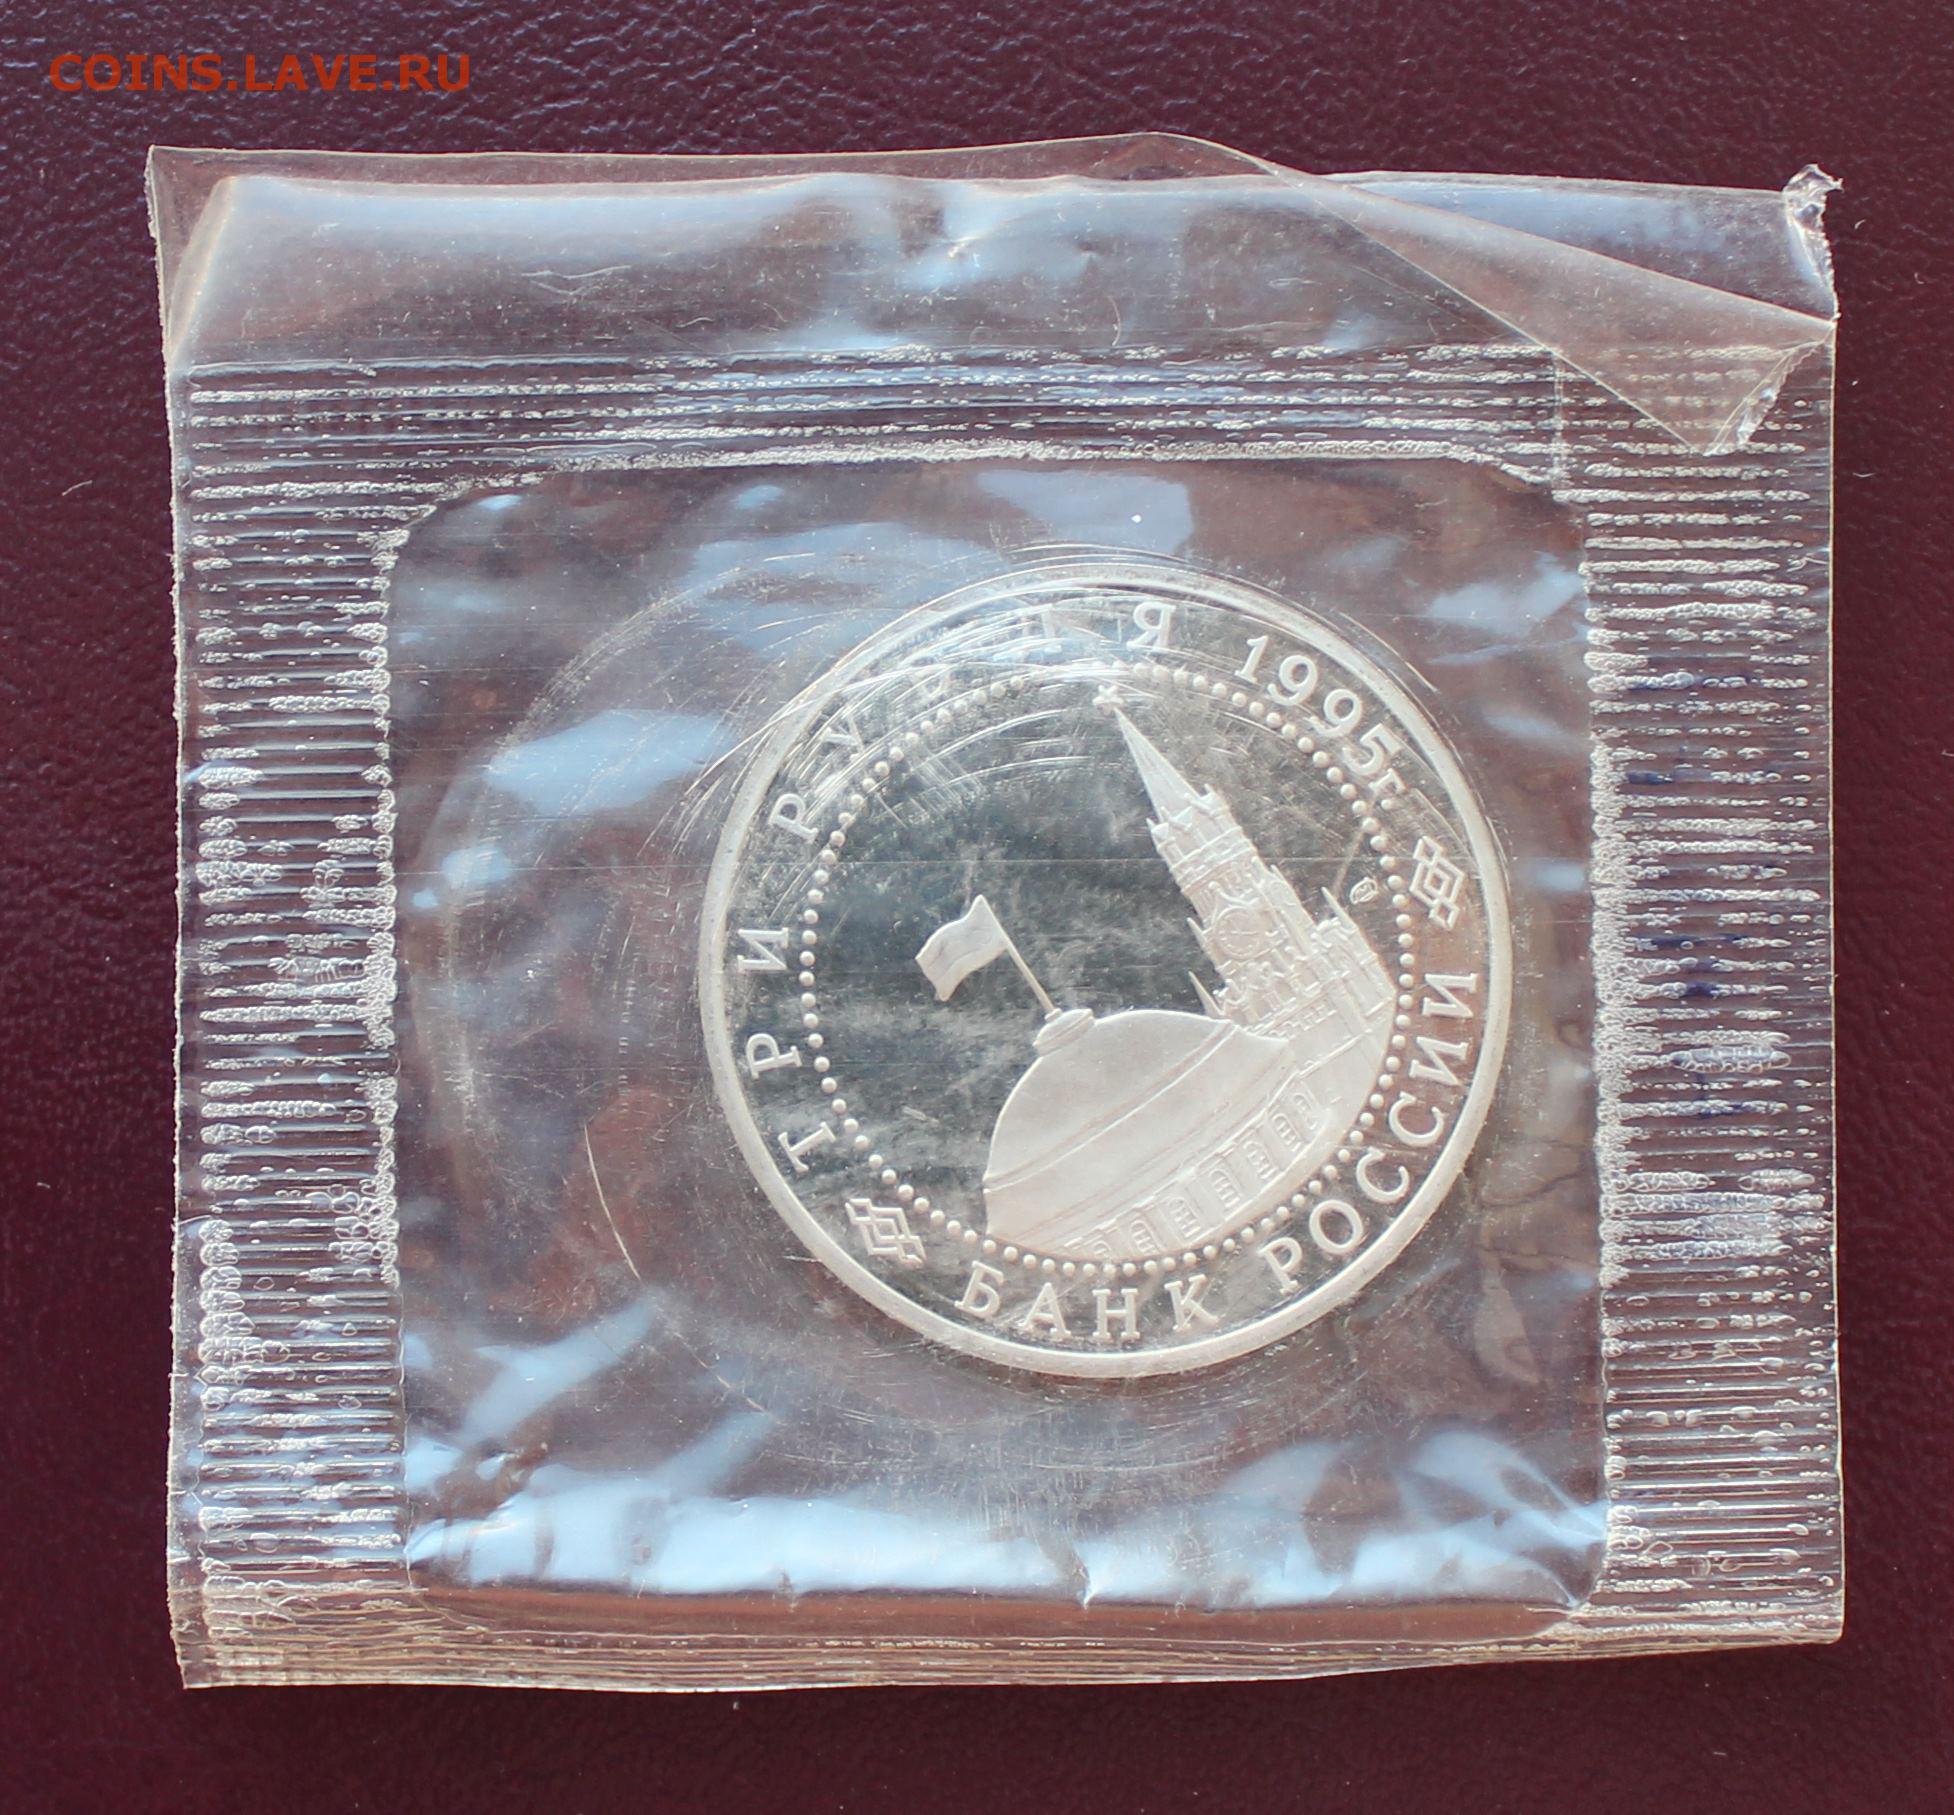 COINS.LAVE.RU
ТРИ РУБЛЯ 1995г.
БАНК РОССИИ